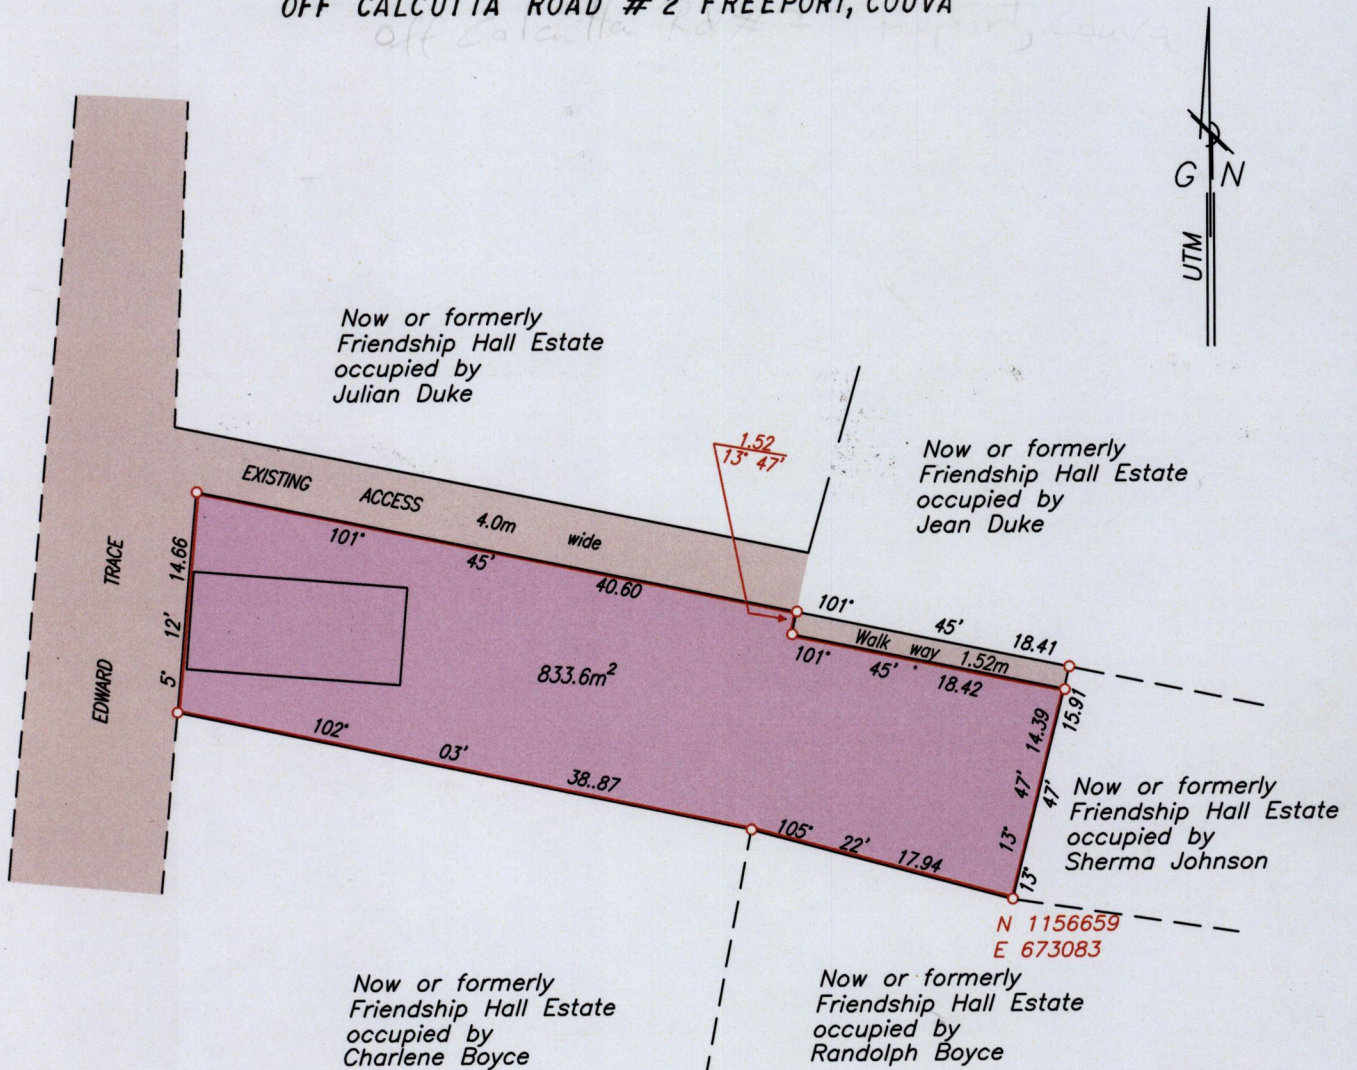 OFF CALCUTTA ROAD # 2 FREEPORT, COUVA
Off Calcutta Rd # 2 Couva
G N
UTM
Now or formerly
Friendship Hall Estate
occupied by
Julian Duke
1.52
13° 47'
Now or formerly
Friendship Hall Estate
occupied by
Jean Duke
EXISTING ACCESS 4.0m wide
101° 45' 40.60
101° 45' 18.41
Walk way 1.52m
101° 45' 18.42
EDWARD TRACE
5° 12' 14.66
833.6m²
13° 47' 14.39
13° 47' 15.91
102° 03' 38..87
105° 22' 17.94
Now or formerly
Friendship Hall Estate
occupied by
Sherma Johnson
N 1156659
E 673083
Now or formerly
Friendship Hall Estate
occupied by
Charlene Boyce
Now or formerly
Friendship Hall Estate
occupied by
Randolph Boyce